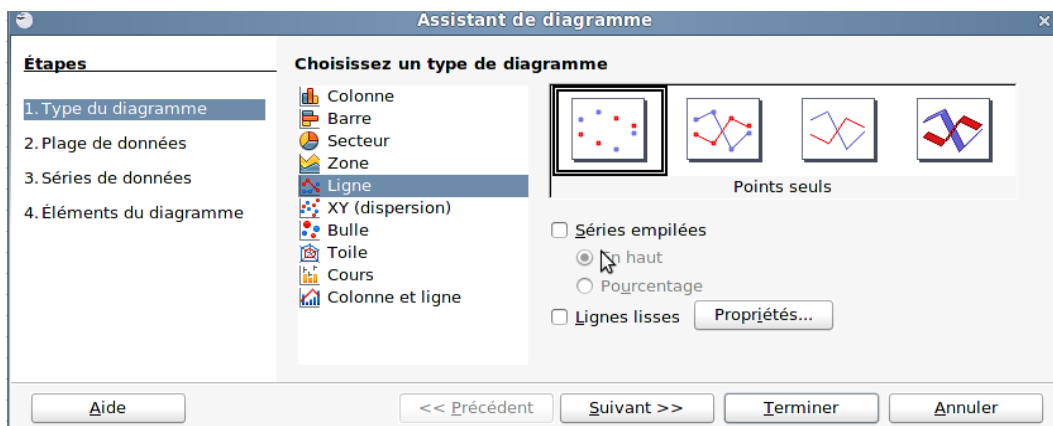 Assistant de diagramme
Étapes
1. Type du diagramme
2. Plage de données
3. Séries de données
4. Éléments du diagramme
Choisissez un type de diagramme
Colonne
Barre
Secteur
Zone
Ligne
XY (dispersion)
Bulle
Toile
Cours
Colonne et ligne
Points seuls
Séries empilées
En haut
Pourcentage
Lignes lisses
Propriétés...
Aide
<< Précédent
Suivant >>
Terminer
Annuler